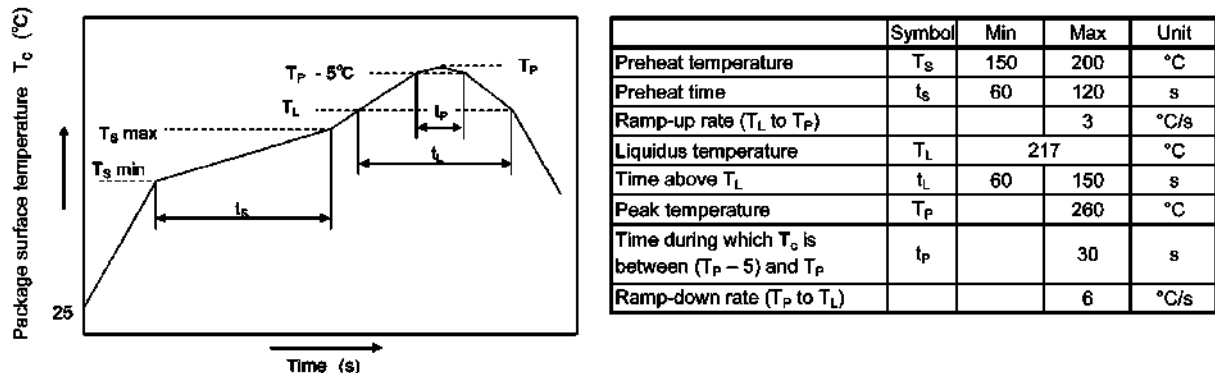 Package surface temperature T_c (°C)
T_P - 5°C
T_P
T_L
t_P
T_S max
t_L
T_S min
t_S
25
Time (s)
Symbol Min Max Unit
Preheat temperature T_S 150 200 °C
Preheat time t_S 60 120 s
Ramp-up rate (T_L to T_P) 3 °C/s
Liquidus temperature T_L 217 °C
Time above T_L t_L 60 150 s
Peak temperature T_P 260 °C
Time during which T_c is
between (T_P – 5) and T_P t_P 30 s
Ramp-down rate (T_P to T_L) 6 °C/s